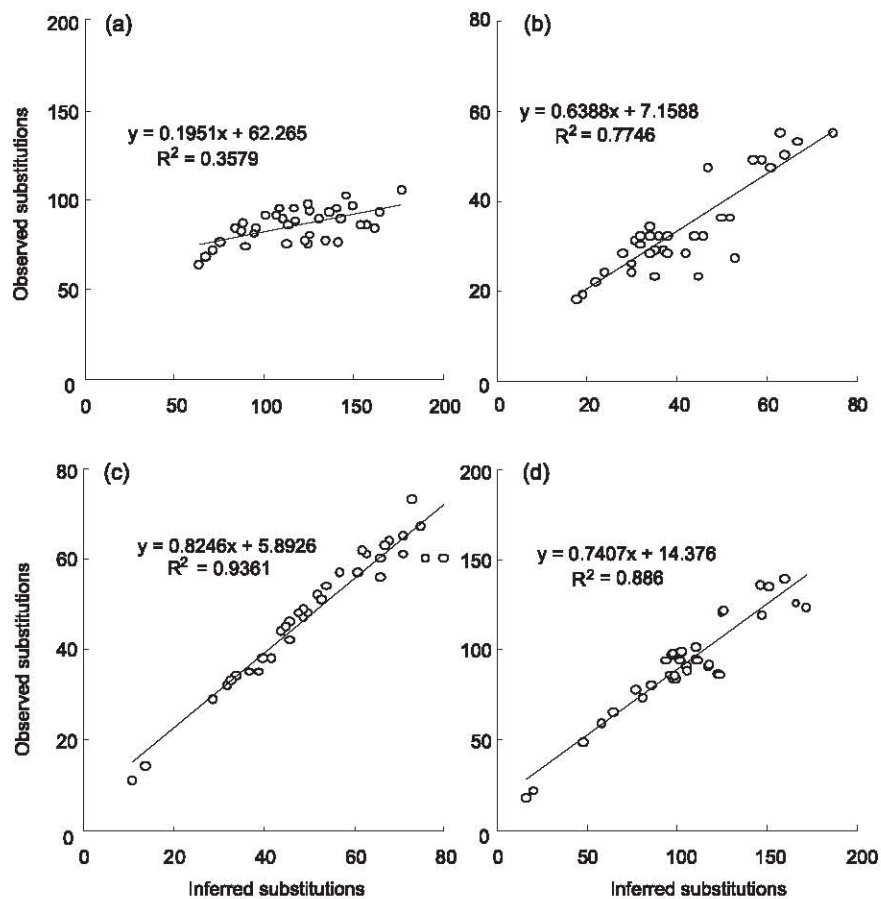 (a)
200
150
100
50
0
0
50
100
150
200
Observed substitutions
y = 0.1951x + 62.265
R² = 0.3579
(b)
80
60
40
20
0
0
20
40
60
80
y = 0.6388x + 7.1588
R² = 0.7746
(c)
80
60
40
20
0
0
20
40
60
80
Observed substitutions
Inferred substitutions
y = 0.8246x + 5.8926
R² = 0.9361
(d)
200
150
100
50
0
0
50
100
150
200
Inferred substitutions
y = 0.7407x + 14.376
R² = 0.886